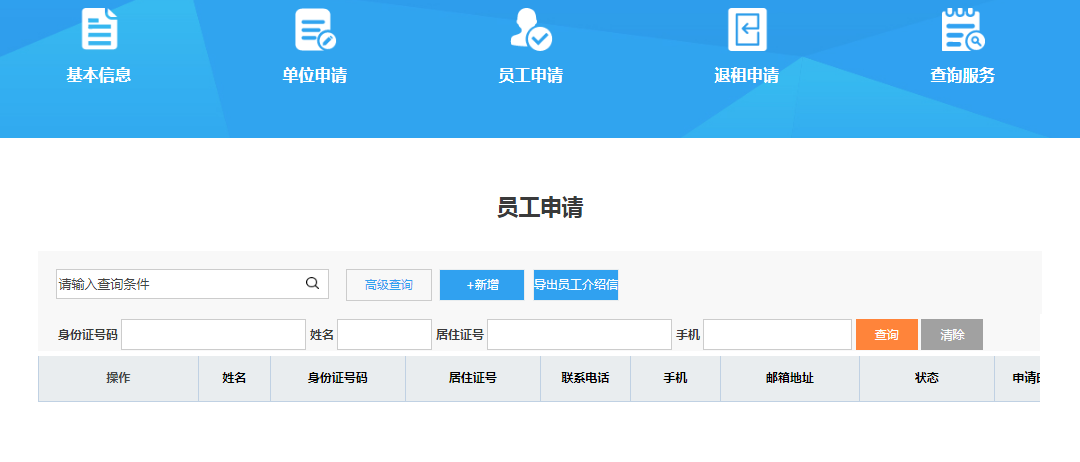 基本信息 单位申请 员工申请 退租申请 查询服务
员工申请
请输入查询条件 高级查询 +新增 导出员工介绍信
身份证号码 姓名 居住证号 手机 查询 清除
操作 姓名 身份证号码 居住证号 联系电话 手机 邮箱地址 状态 申请